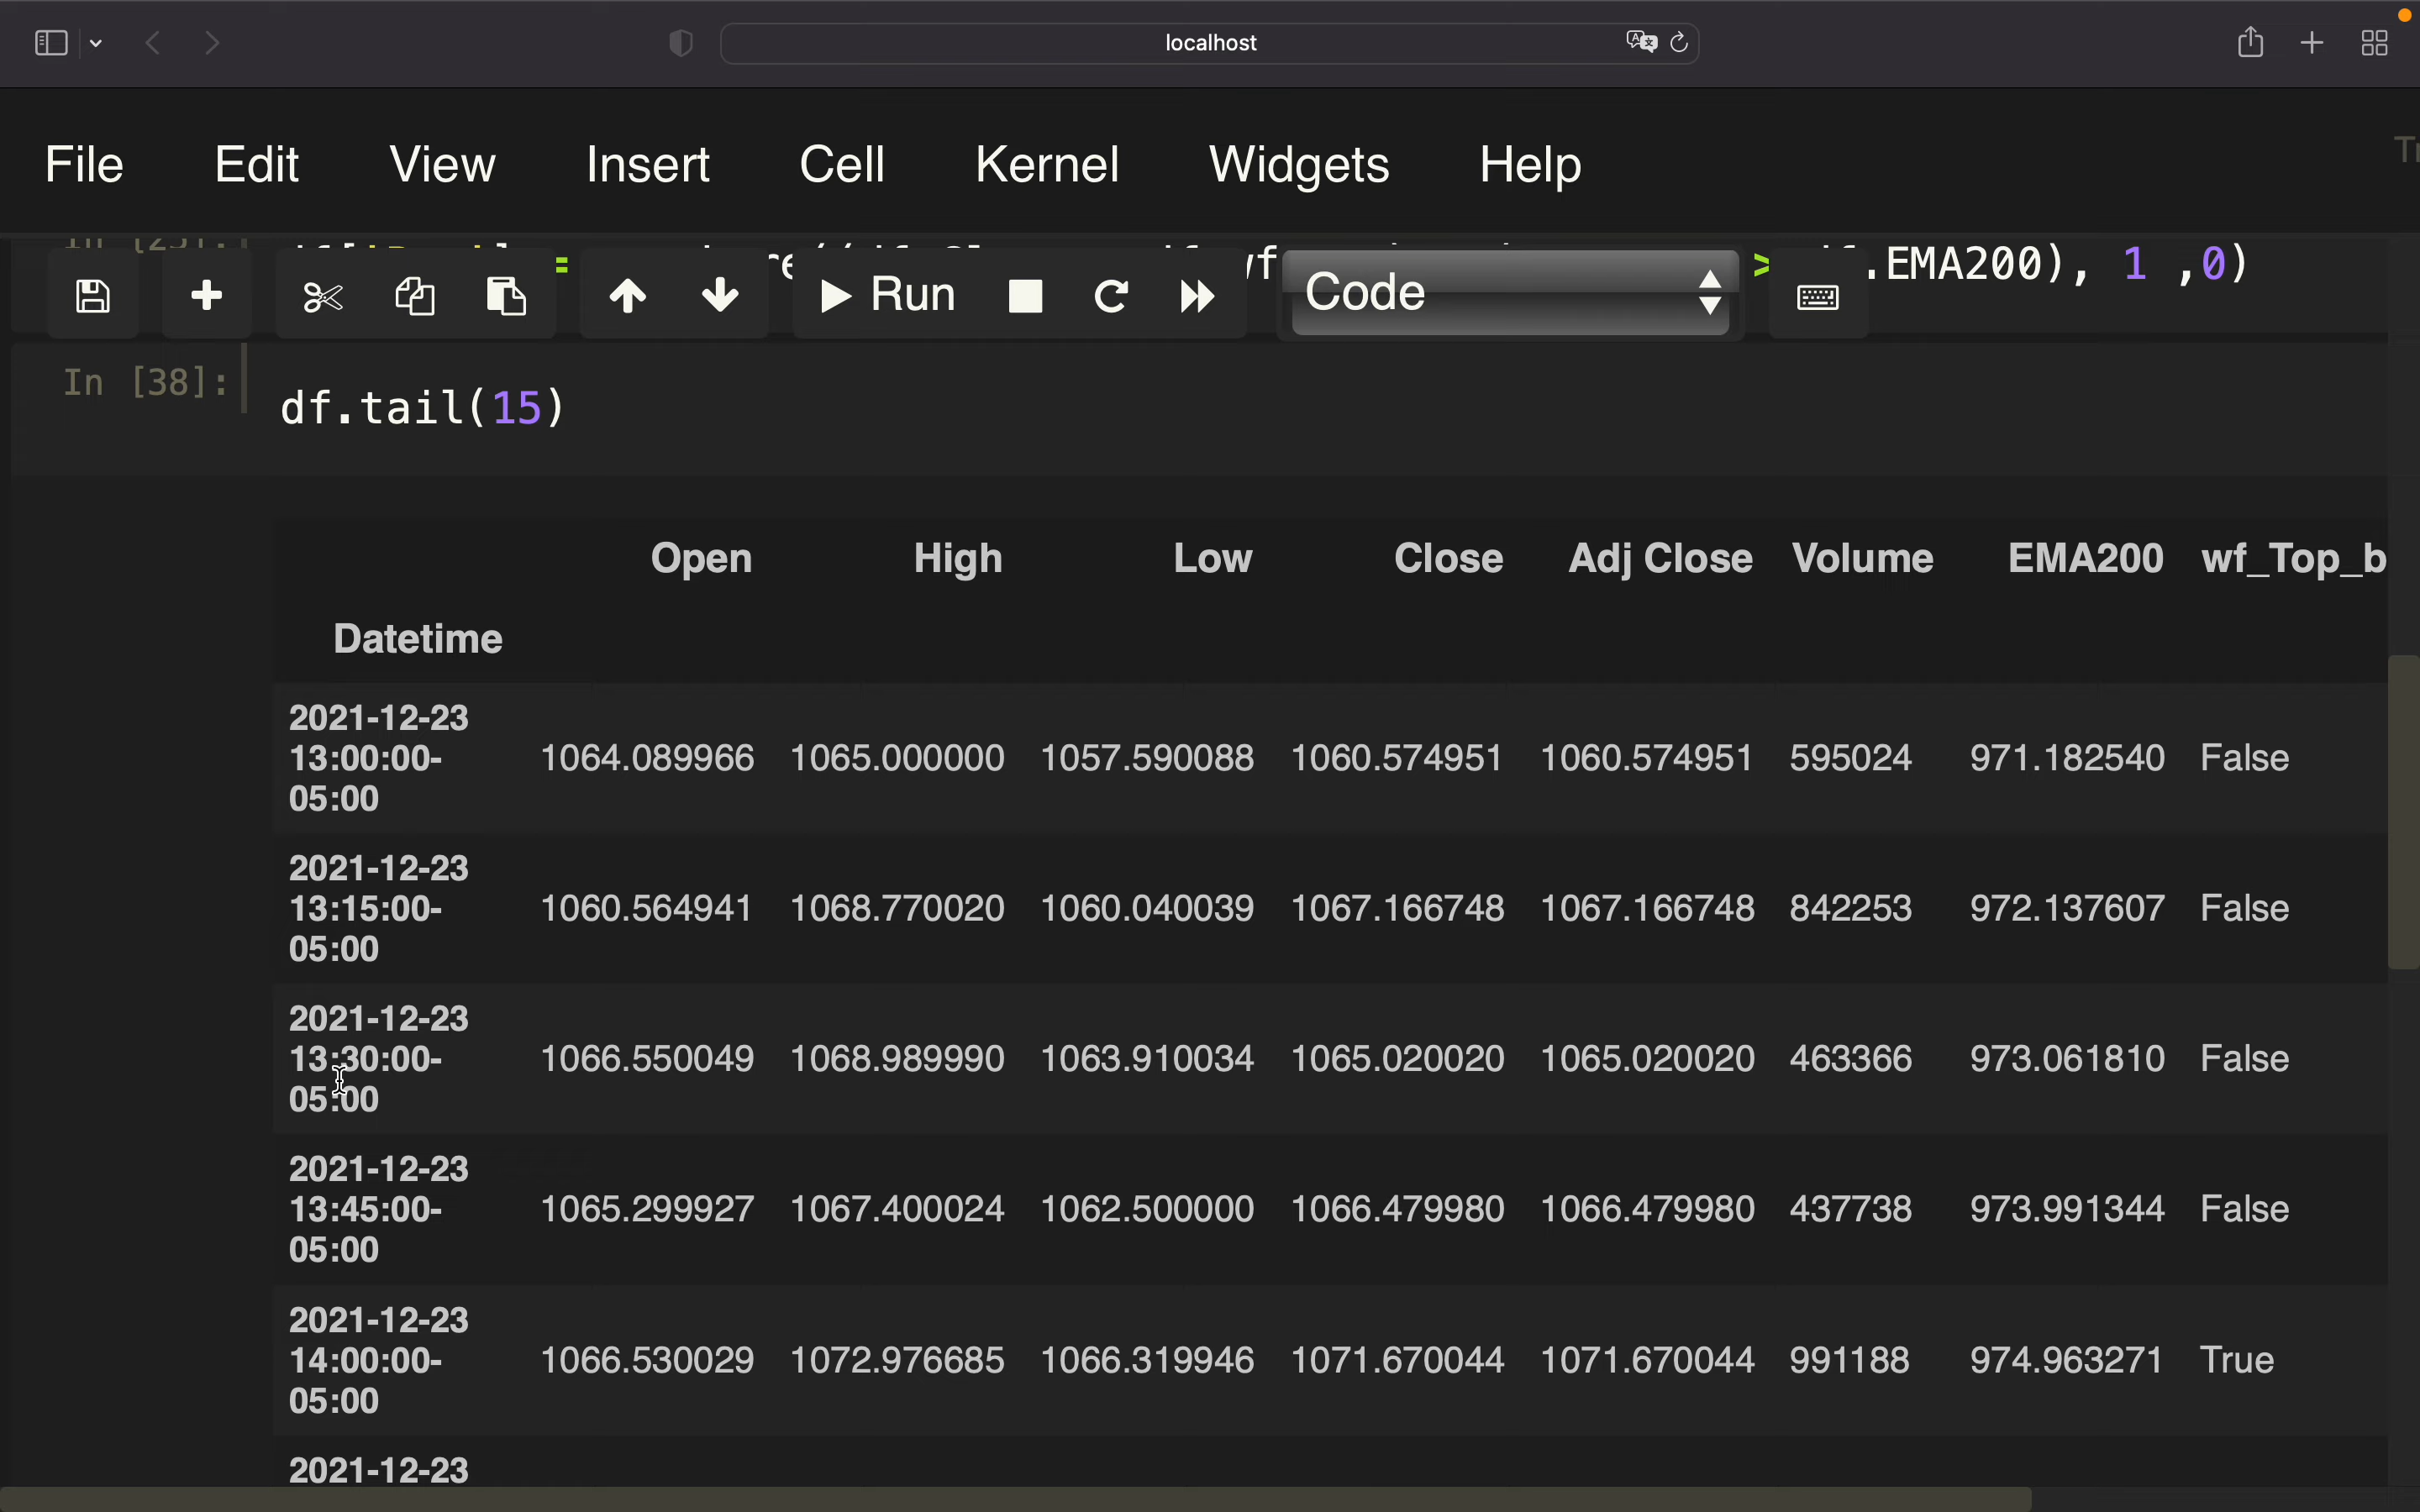 localhost
File Edit View Insert Cell Kernel Widgets Help
= > .EMA200), 1 ,0)
Run Code
In [38]: df.tail(15)
Open High Low Close Adj Close Volume EMA200 wf_Top_b
Datetime
2021-12-23
13:00:00- 1064.089966 1065.000000 1057.590088 1060.574951 1060.574951 595024 971.182540 False
05:00
2021-12-23
13:15:00- 1060.564941 1068.770020 1060.040039 1067.166748 1067.166748 842253 972.137607 False
05:00
2021-12-23
13:30:00- 1066.550049 1068.989990 1063.910034 1065.020020 1065.020020 463366 973.061810 False
05:00
2021-12-23
13:45:00- 1065.299927 1067.400024 1062.500000 1066.479980 1066.479980 437738 973.991344 False
05:00
2021-12-23
14:00:00- 1066.530029 1072.976685 1066.319946 1071.670044 1071.670044 991188 974.963271 True
05:00
2021-12-23